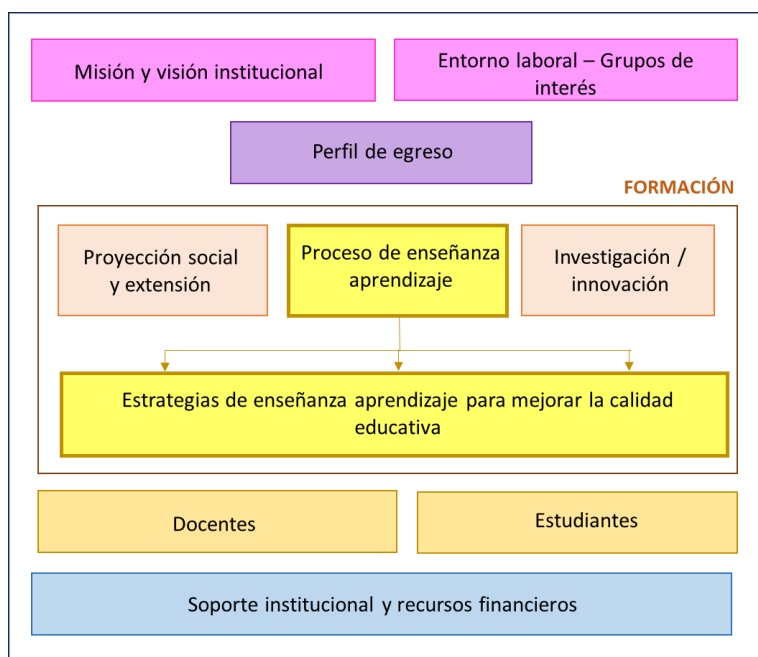 Misión y visión institucional
Entorno laboral – Grupos de
interés
Perfil de egreso
FORMACIÓN
Proyección social
y extensión
Proceso de enseñanza
aprendizaje
Investigación /
innovación
Estrategias de enseñanza aprendizaje para mejorar la calidad
educativa
Docentes
Estudiantes
Soporte institucional y recursos financieros